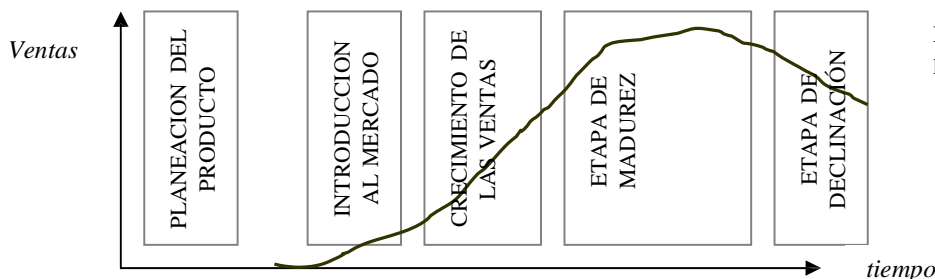 Ventas
PLANEACION DEL
PRODUCTO
INTRODUCCION
AL MERCADO
CRECIMIENTO DE
LAS VENTAS
ETAPA DE
MADUREZ
ETAPA DE
DECLINACIÓN
tiempo